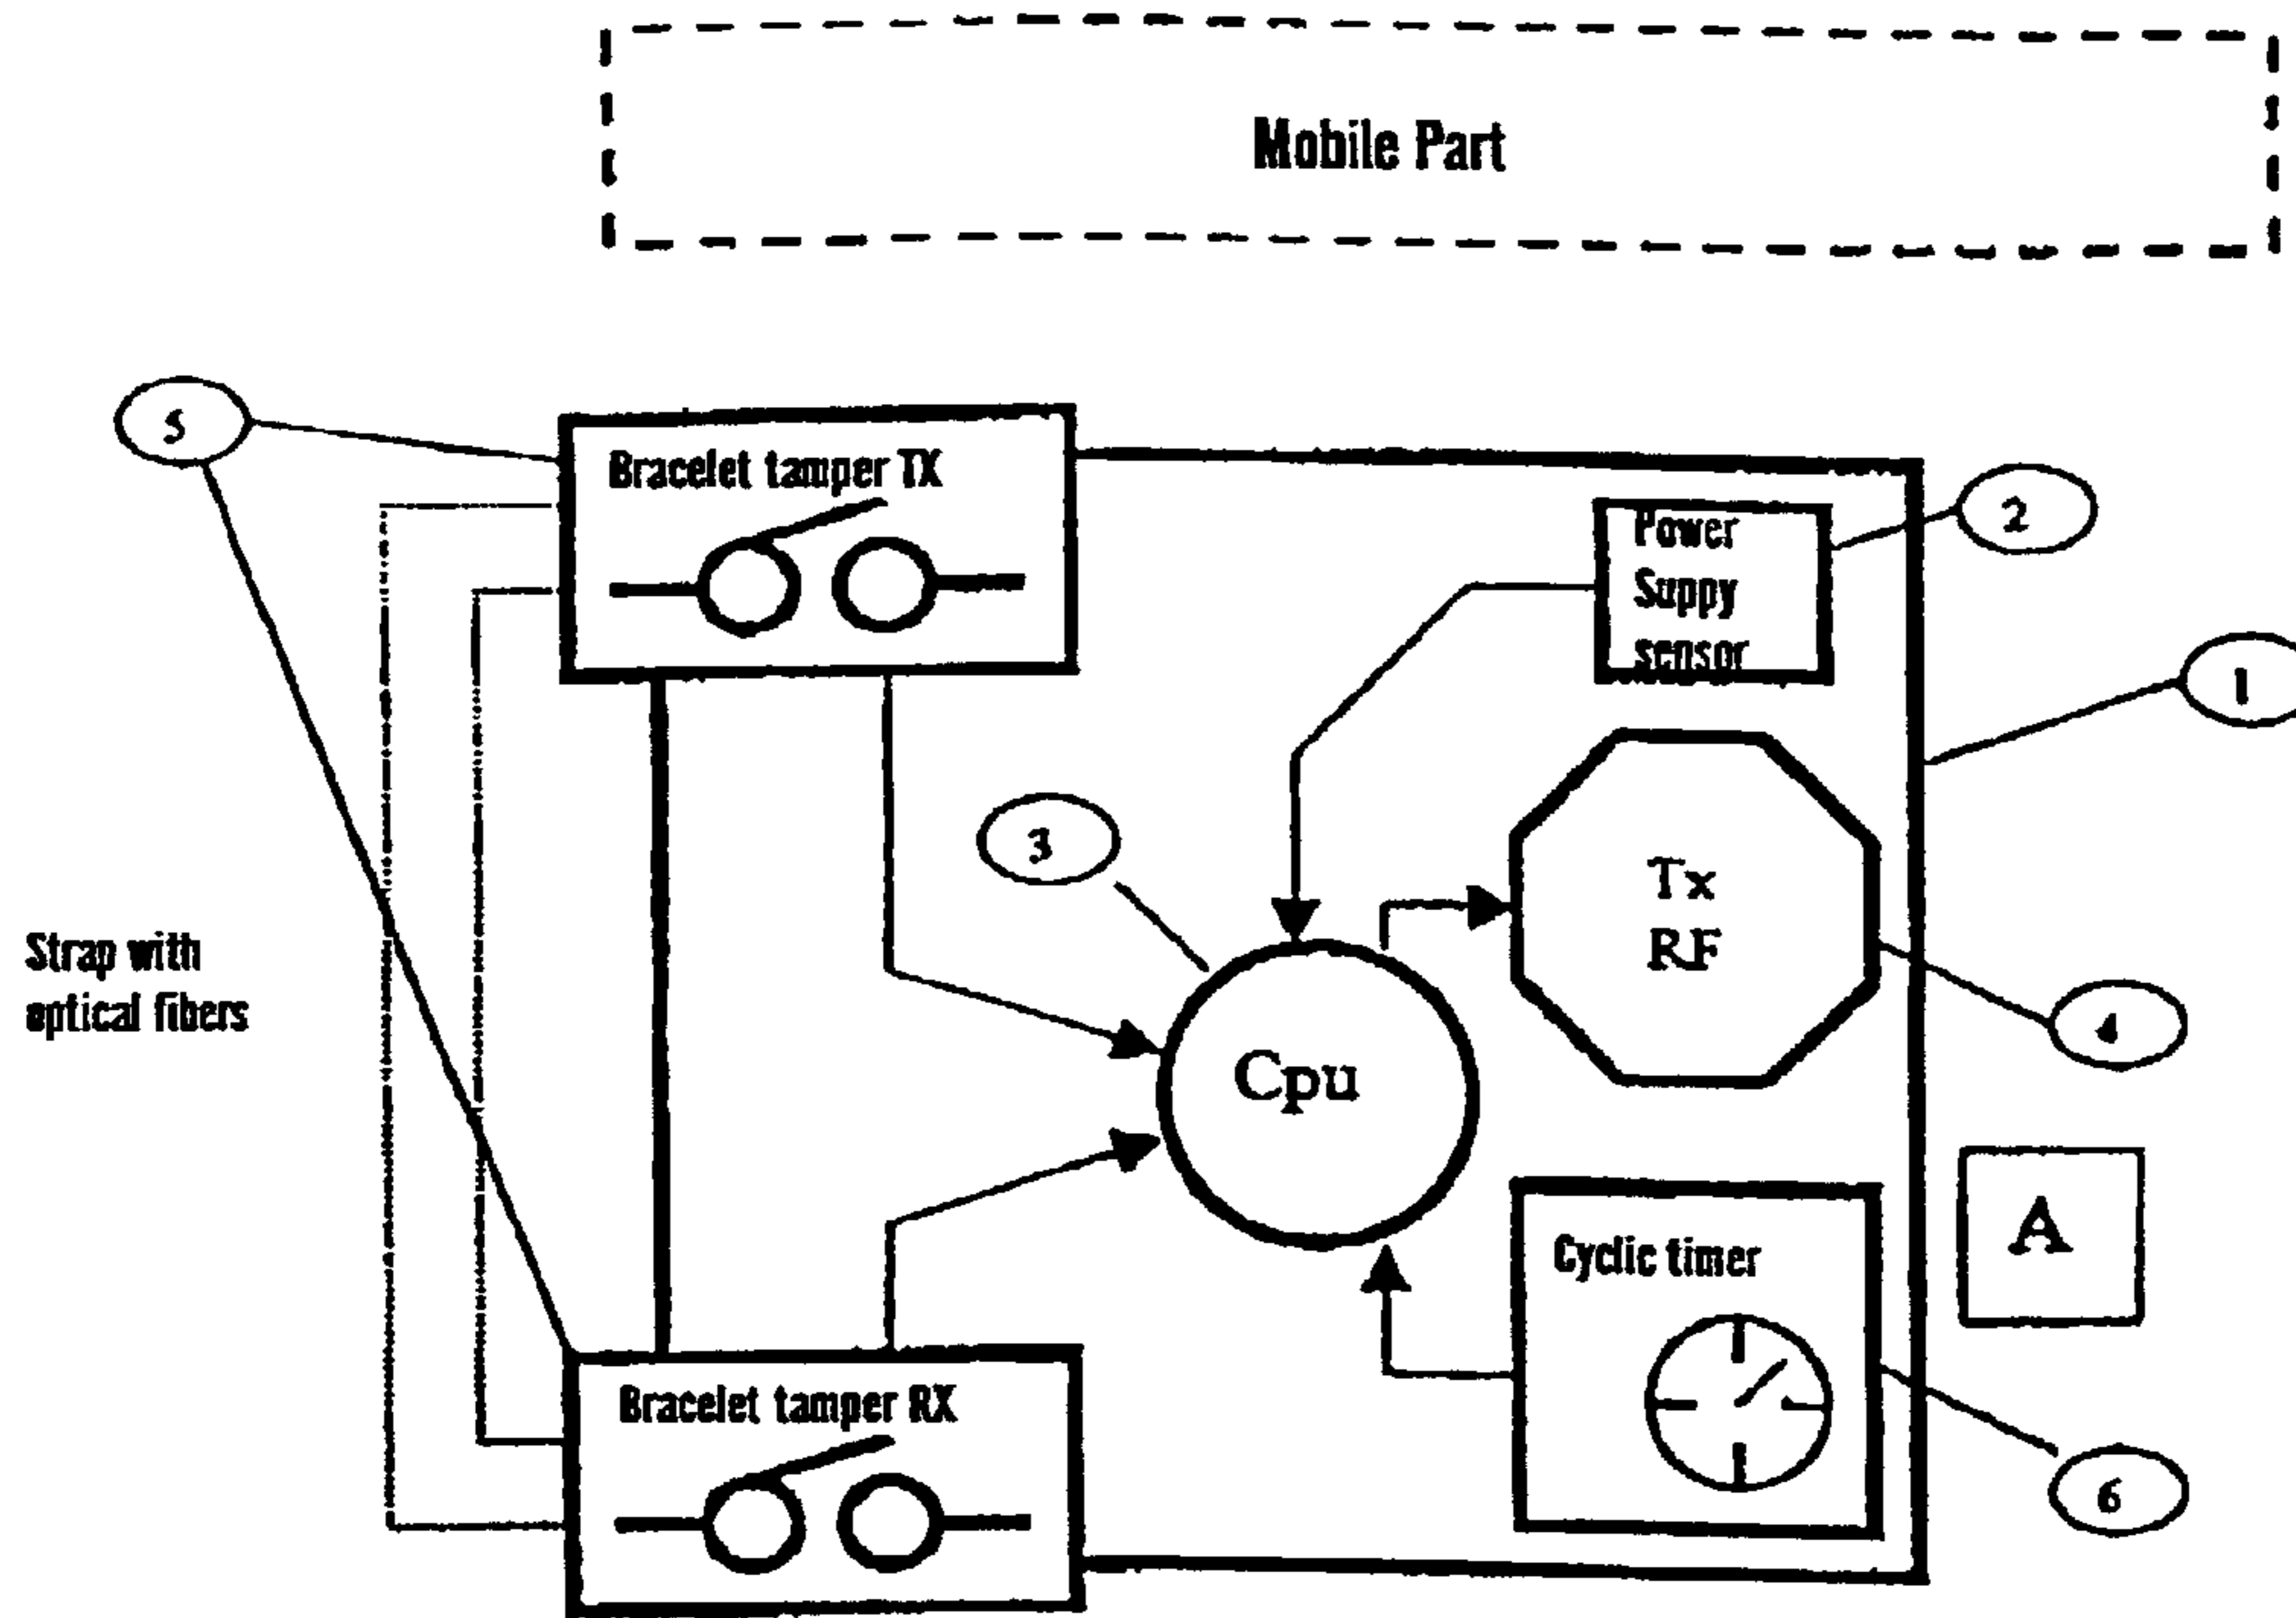 Mobile Part
5
Bracelet tamper TX
Power
Suppy
sensor
2
1
3
Tx
RF
Strap with
optical fibers
4
Cpu
A
Cyclic timer
Bracelet tamper RX
6